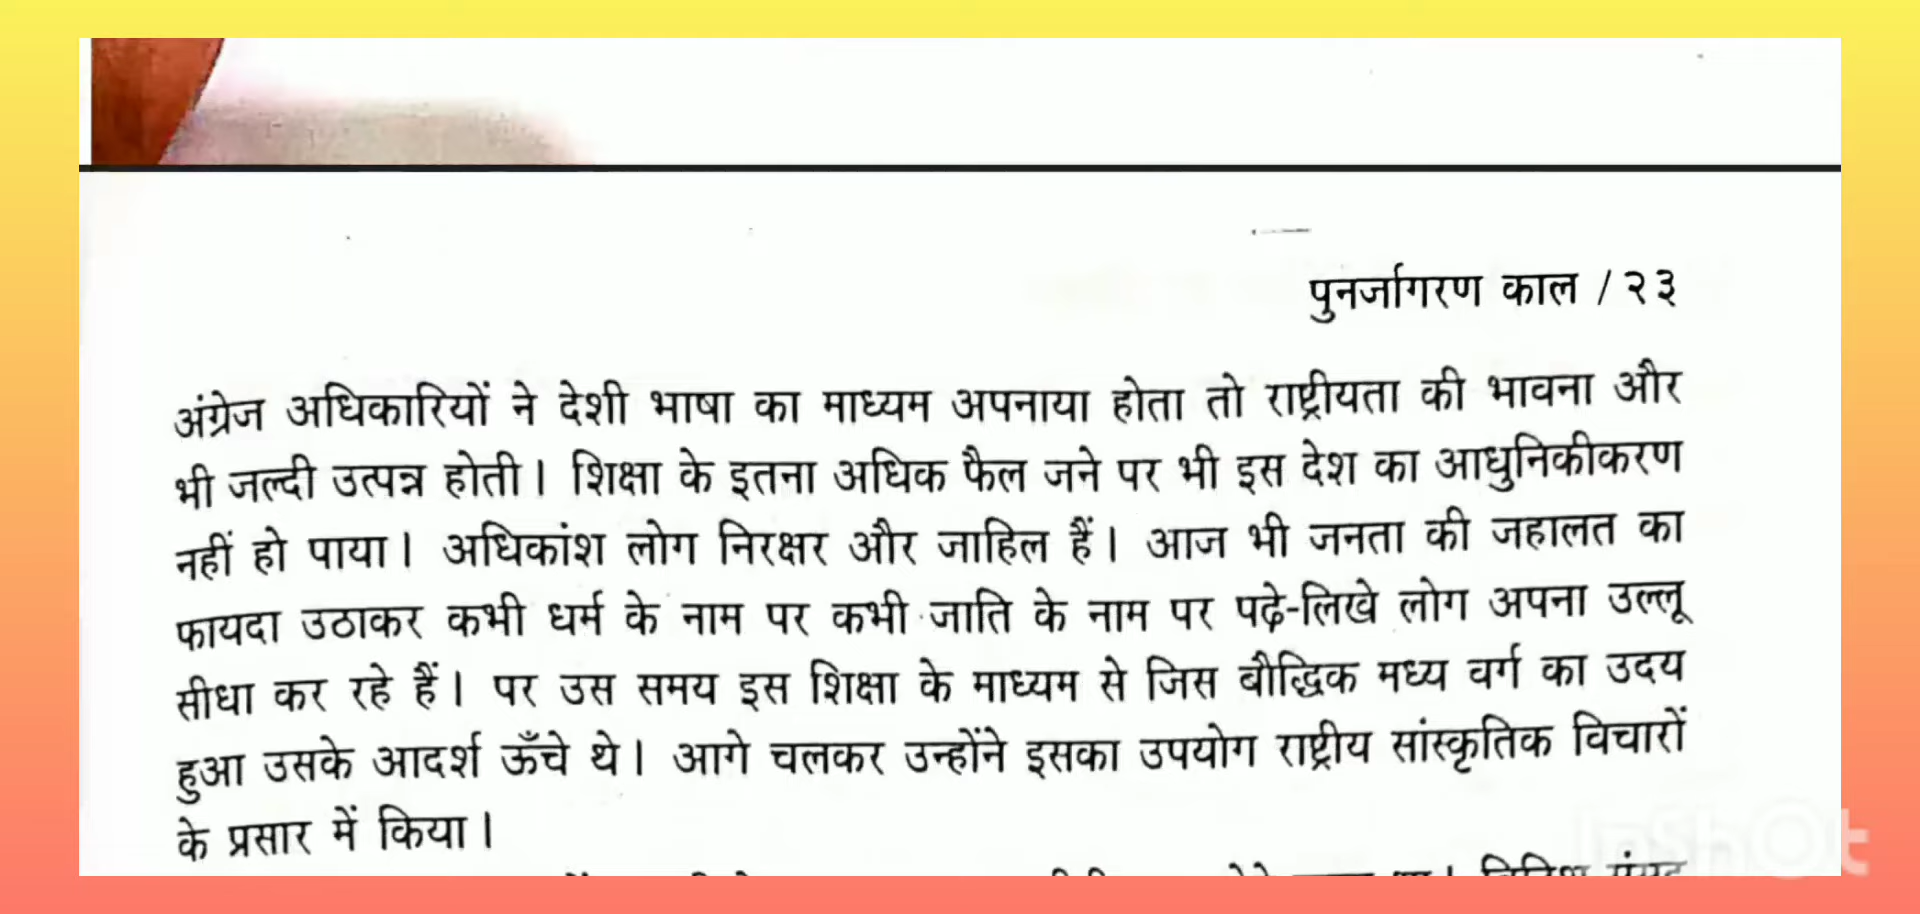 पुनर्जागरण काल / २३
अंग्रेज अधिकारियों ने देशी भाषा का माध्यम अपनाया होता तो राष्ट्रीयता की भावना और
भी जल्दी उत्पन्न होती। शिक्षा के इतना अधिक फैल जने पर भी इस देश का आधुनिकीकरण
नहीं हो पाया। अधिकांश लोग निरक्षर और जाहिल हैं। आज भी जनता की जहालत का
फायदा उठाकर कभी धर्म के नाम पर कभी जाति के नाम पर पढ़े-लिखे लोग अपना उल्लू
सीधा कर रहे हैं। पर उस समय इस शिक्षा के माध्यम से जिस बौद्धिक मध्य वर्ग का उदय
हुआ उसके आदर्श ऊँचे थे। आगे चलकर उन्होंने इसका उपयोग राष्ट्रीय सांस्कृतिक विचारों
के प्रसार में किया।
InShOt